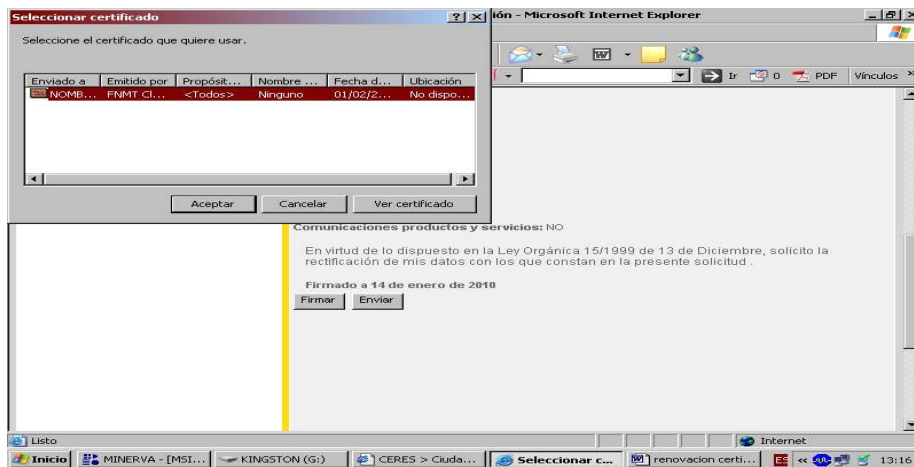 Seleccionar certificado
ión - Microsoft Internet Explorer
Seleccione el certificado que quiere usar.
Enviado a Emitido por Propósit... Nombre ... Fecha d... Ubicación
NOMB... FNMT Cl... <Todos> Ninguno 01/02/2... No dispo...
Ir 0 PDF Vínculos »
Aceptar Cancelar Ver certificado
Comunicaciones productos y servicios: NO
En virtud de lo dispuesto en la Ley Orgánica 15/1999 de 13 de Diciembre, solicito la
rectificación de mis datos con los que constan en la presente solicitud .
Firmado a 14 de enero de 2010
Firmar Enviar
Listo Internet
Inicio MINERVA - [MSI... KINGSTON (G:) CERES > Ciuda... Seleccionar c... renovacion certi... ES « 13:16